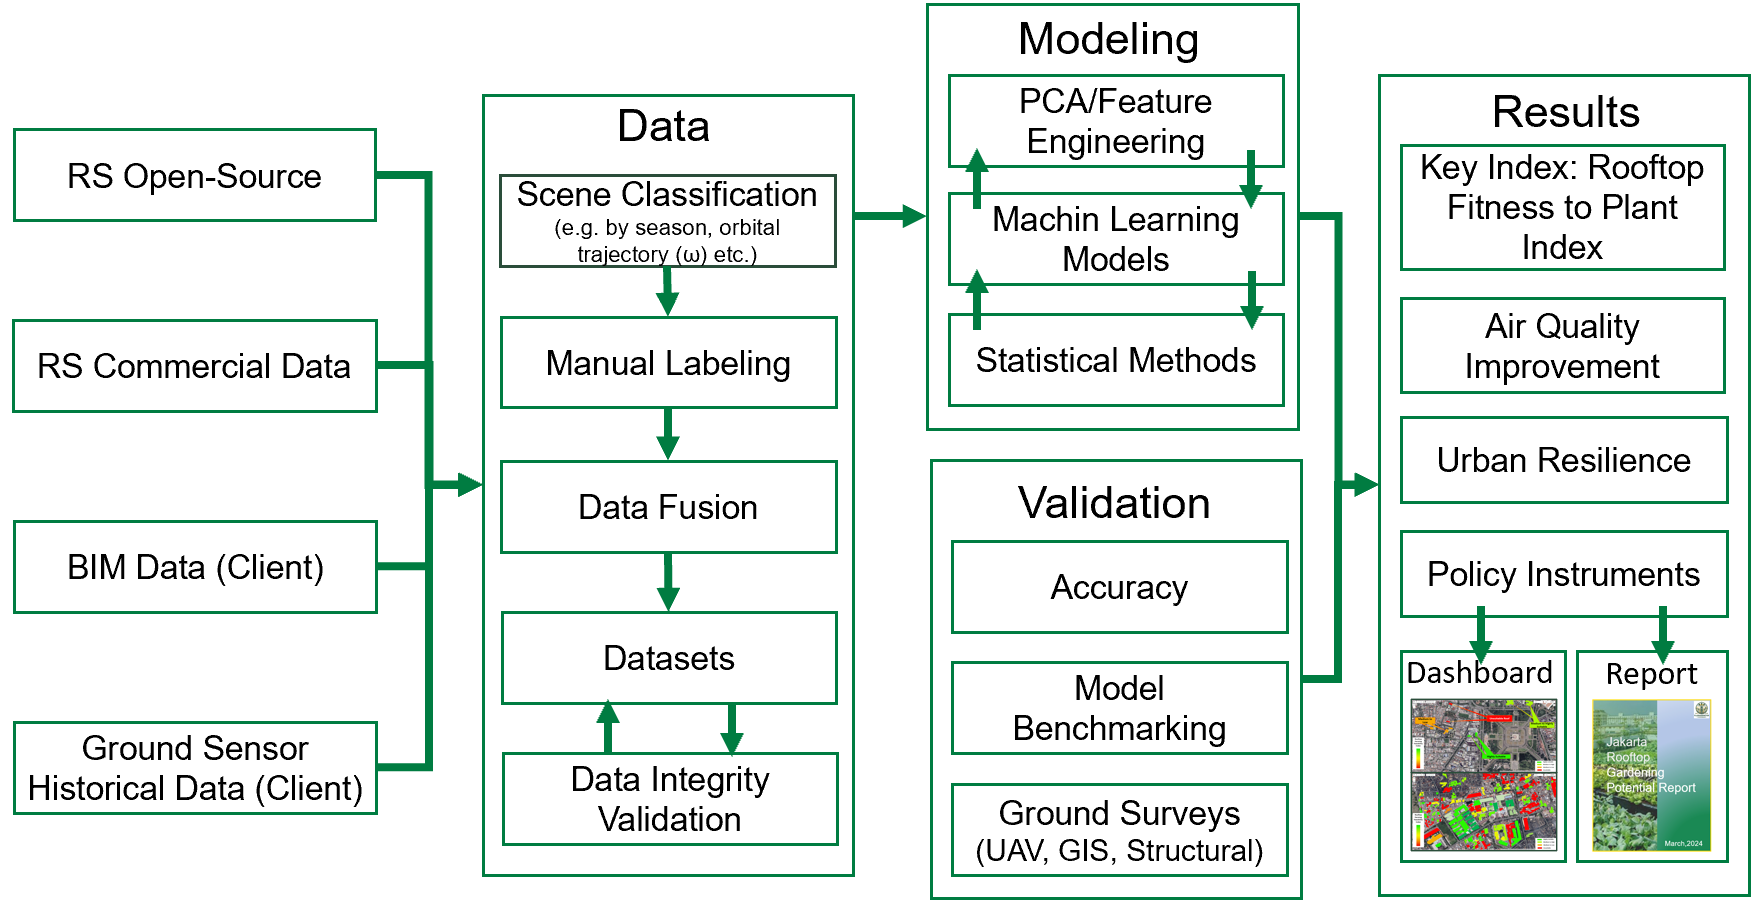 RS Open-Source
RS Commercial Data
BIM Data (Client)
Ground Sensor
Historical Data (Client)
Data
Scene Classification
(e.g. by season, orbital
trajectory (ω) etc.)
Manual Labeling
Data Fusion
Datasets
Data Integrity
Validation
Modeling
PCA/Feature
Engineering
Machin Learning
Models
Statistical Methods
Validation
Accuracy
Model
Benchmarking
Ground Surveys
(UAV, GIS, Structural)
Results
Key Index: Rooftop
Fitness to Plant
Index
Air Quality
Improvement
Urban Resilience
Policy Instruments
Dashboard
Report
Jakarta
Rooftop
Gardening
Potential Report
March,2024